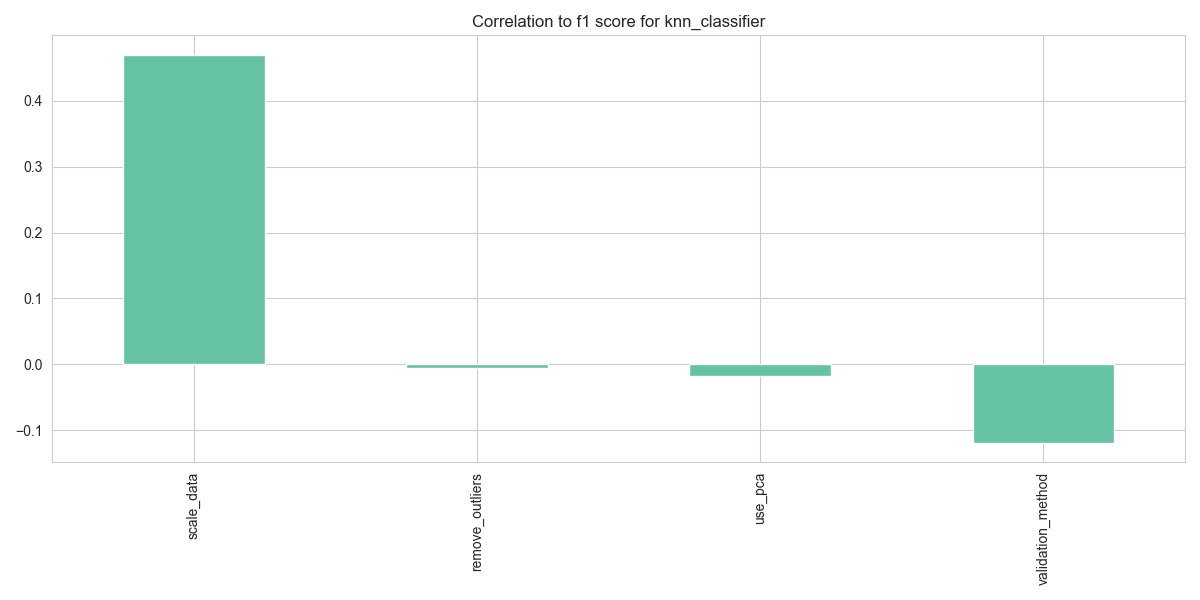 Correlation to f1 score for knn_classifier
0.4
0.3
0.2
0.1
0.0
−0.1
scale_data
remove_outliers
use_pca
validation_method